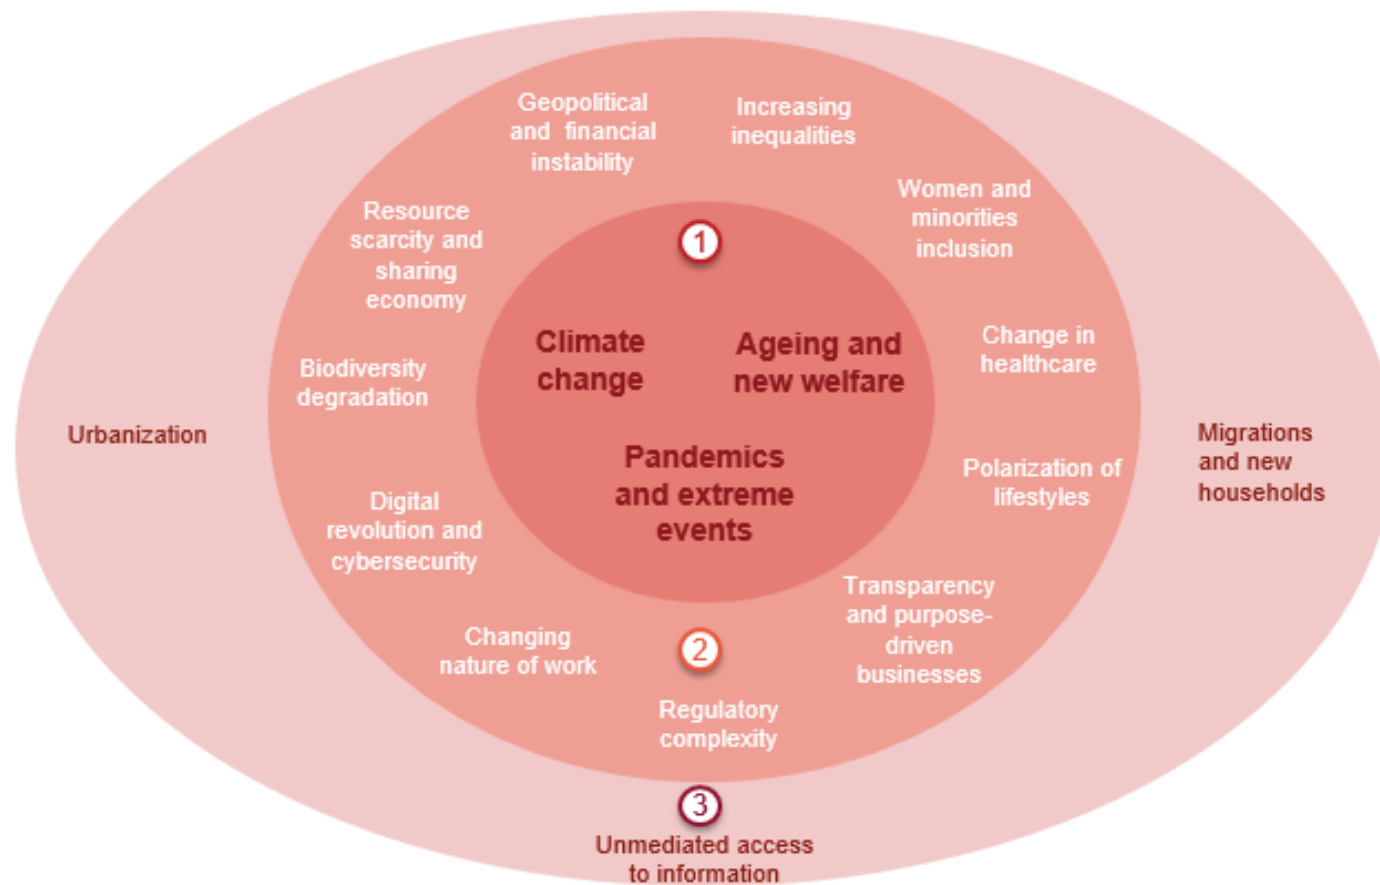 Geopolitical
and financial
instability
Increasing
inequalities
Women and
minorities
inclusion
Resource
scarcity and
sharing
economy
1
Climate
change
Ageing and
new welfare
Change in
healthcare
Biodiversity
degradation
Urbanization
Migrations
and new
households
Pandemics
and extreme
events
Polarization of
lifestyles
Digital
revolution and
cybersecurity
Transparency
and purpose-
driven
businesses
Changing
nature of work
2
Regulatory
complexity
3
Unmediated access
to information